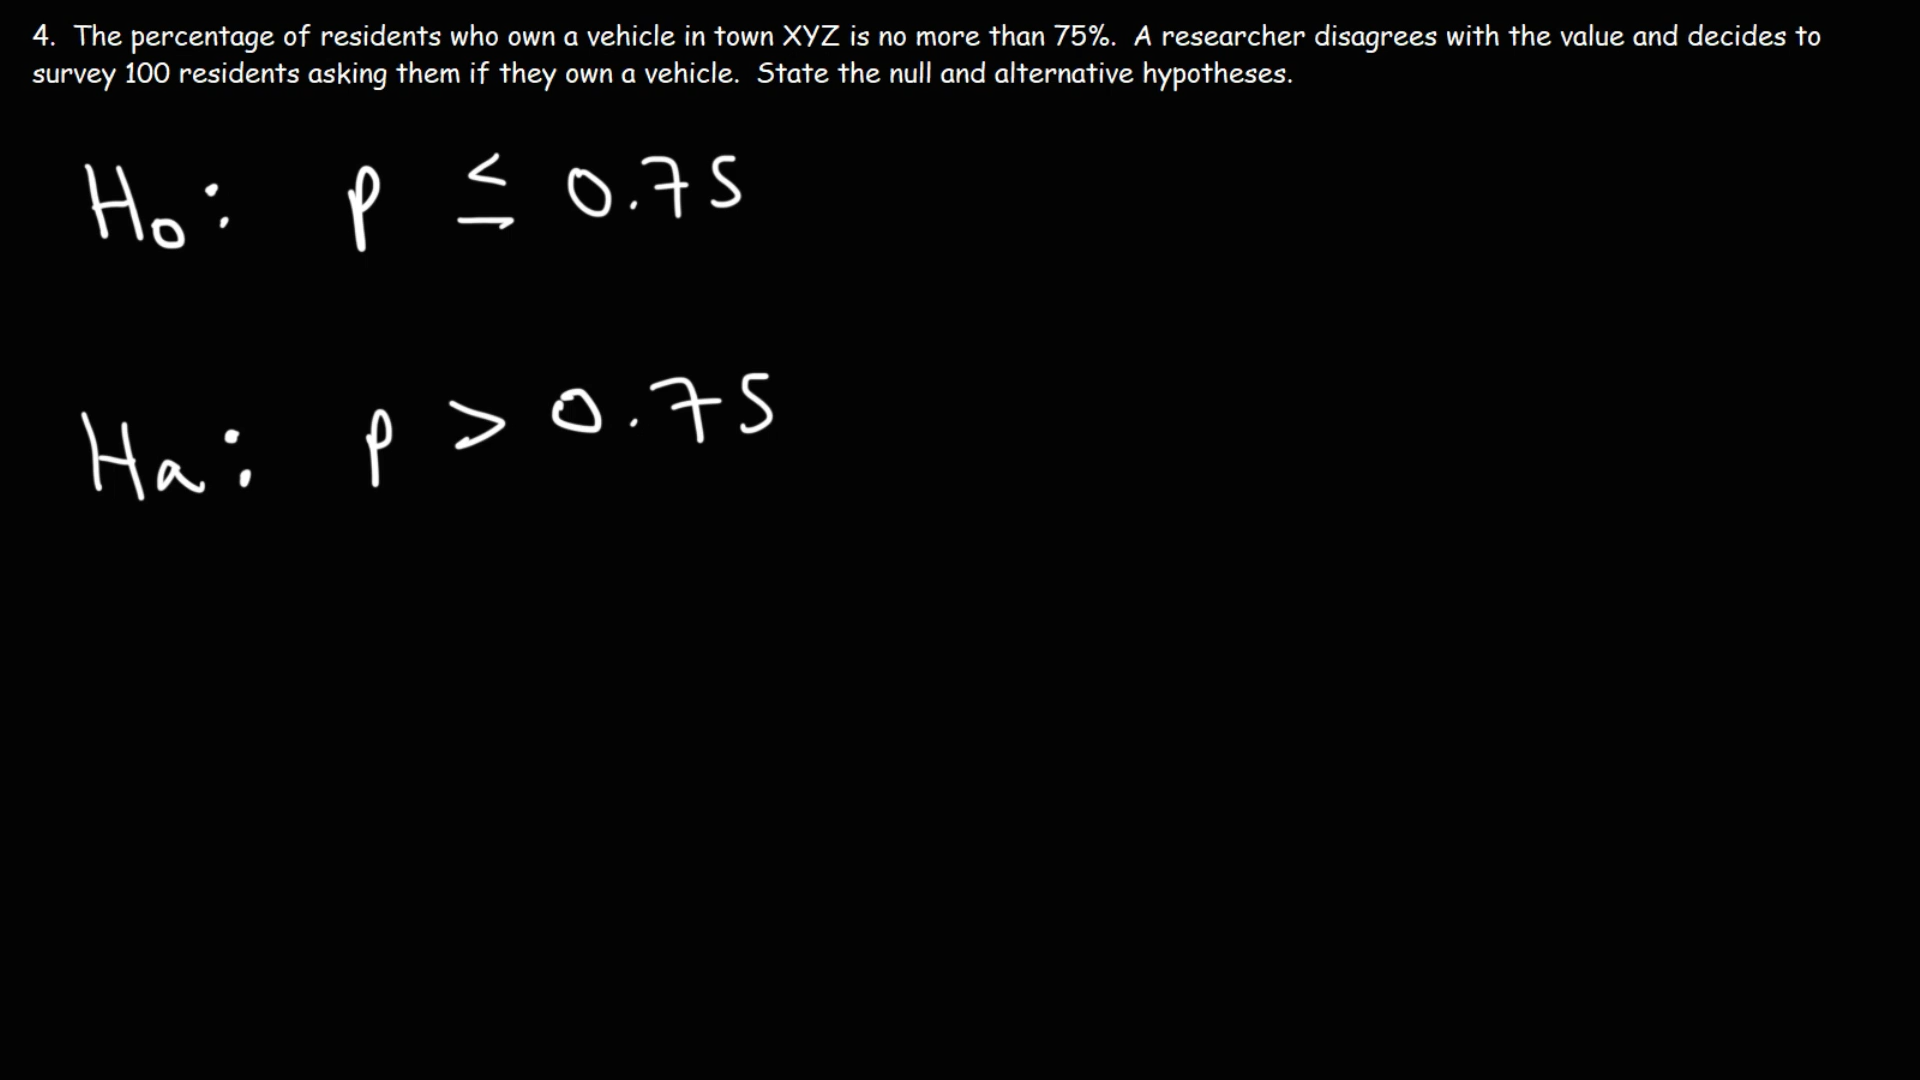 4. The percentage of residents who own a vehicle in town XYZ is no more than 75%. A researcher disagrees with the value and decides to
survey 100 residents asking them if they own a vehicle. State the null and alternative hypotheses.
H₀: p ≤ 0.75
Ha: p > 0.75